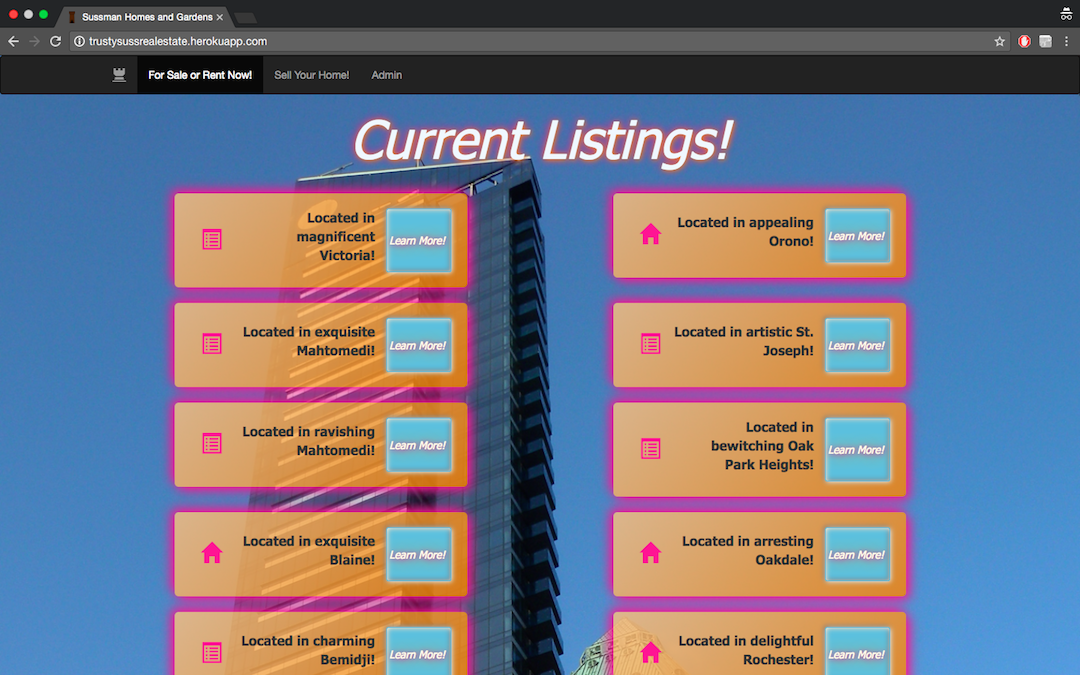 Sussman Homes and Gardens
trustysussrealestate.herokuapp.com
For Sale or Rent Now!
Sell Your Home!
Admin
Current Listings!
Located in
magnificent
Victoria!
Learn More!
Located in appealing
Orono!
Learn More!
Located in exquisite
Mahtomedi!
Learn More!
Located in artistic St.
Joseph!
Learn More!
Located in ravishing
Mahtomedi!
Learn More!
Located in
bewitching Oak
Park Heights!
Learn More!
Located in exquisite
Blaine!
Learn More!
Located in arresting
Oakdale!
Learn More!
Located in charming
Bemidji!
Learn More!
Located in delightful
Rochester!
Learn More!